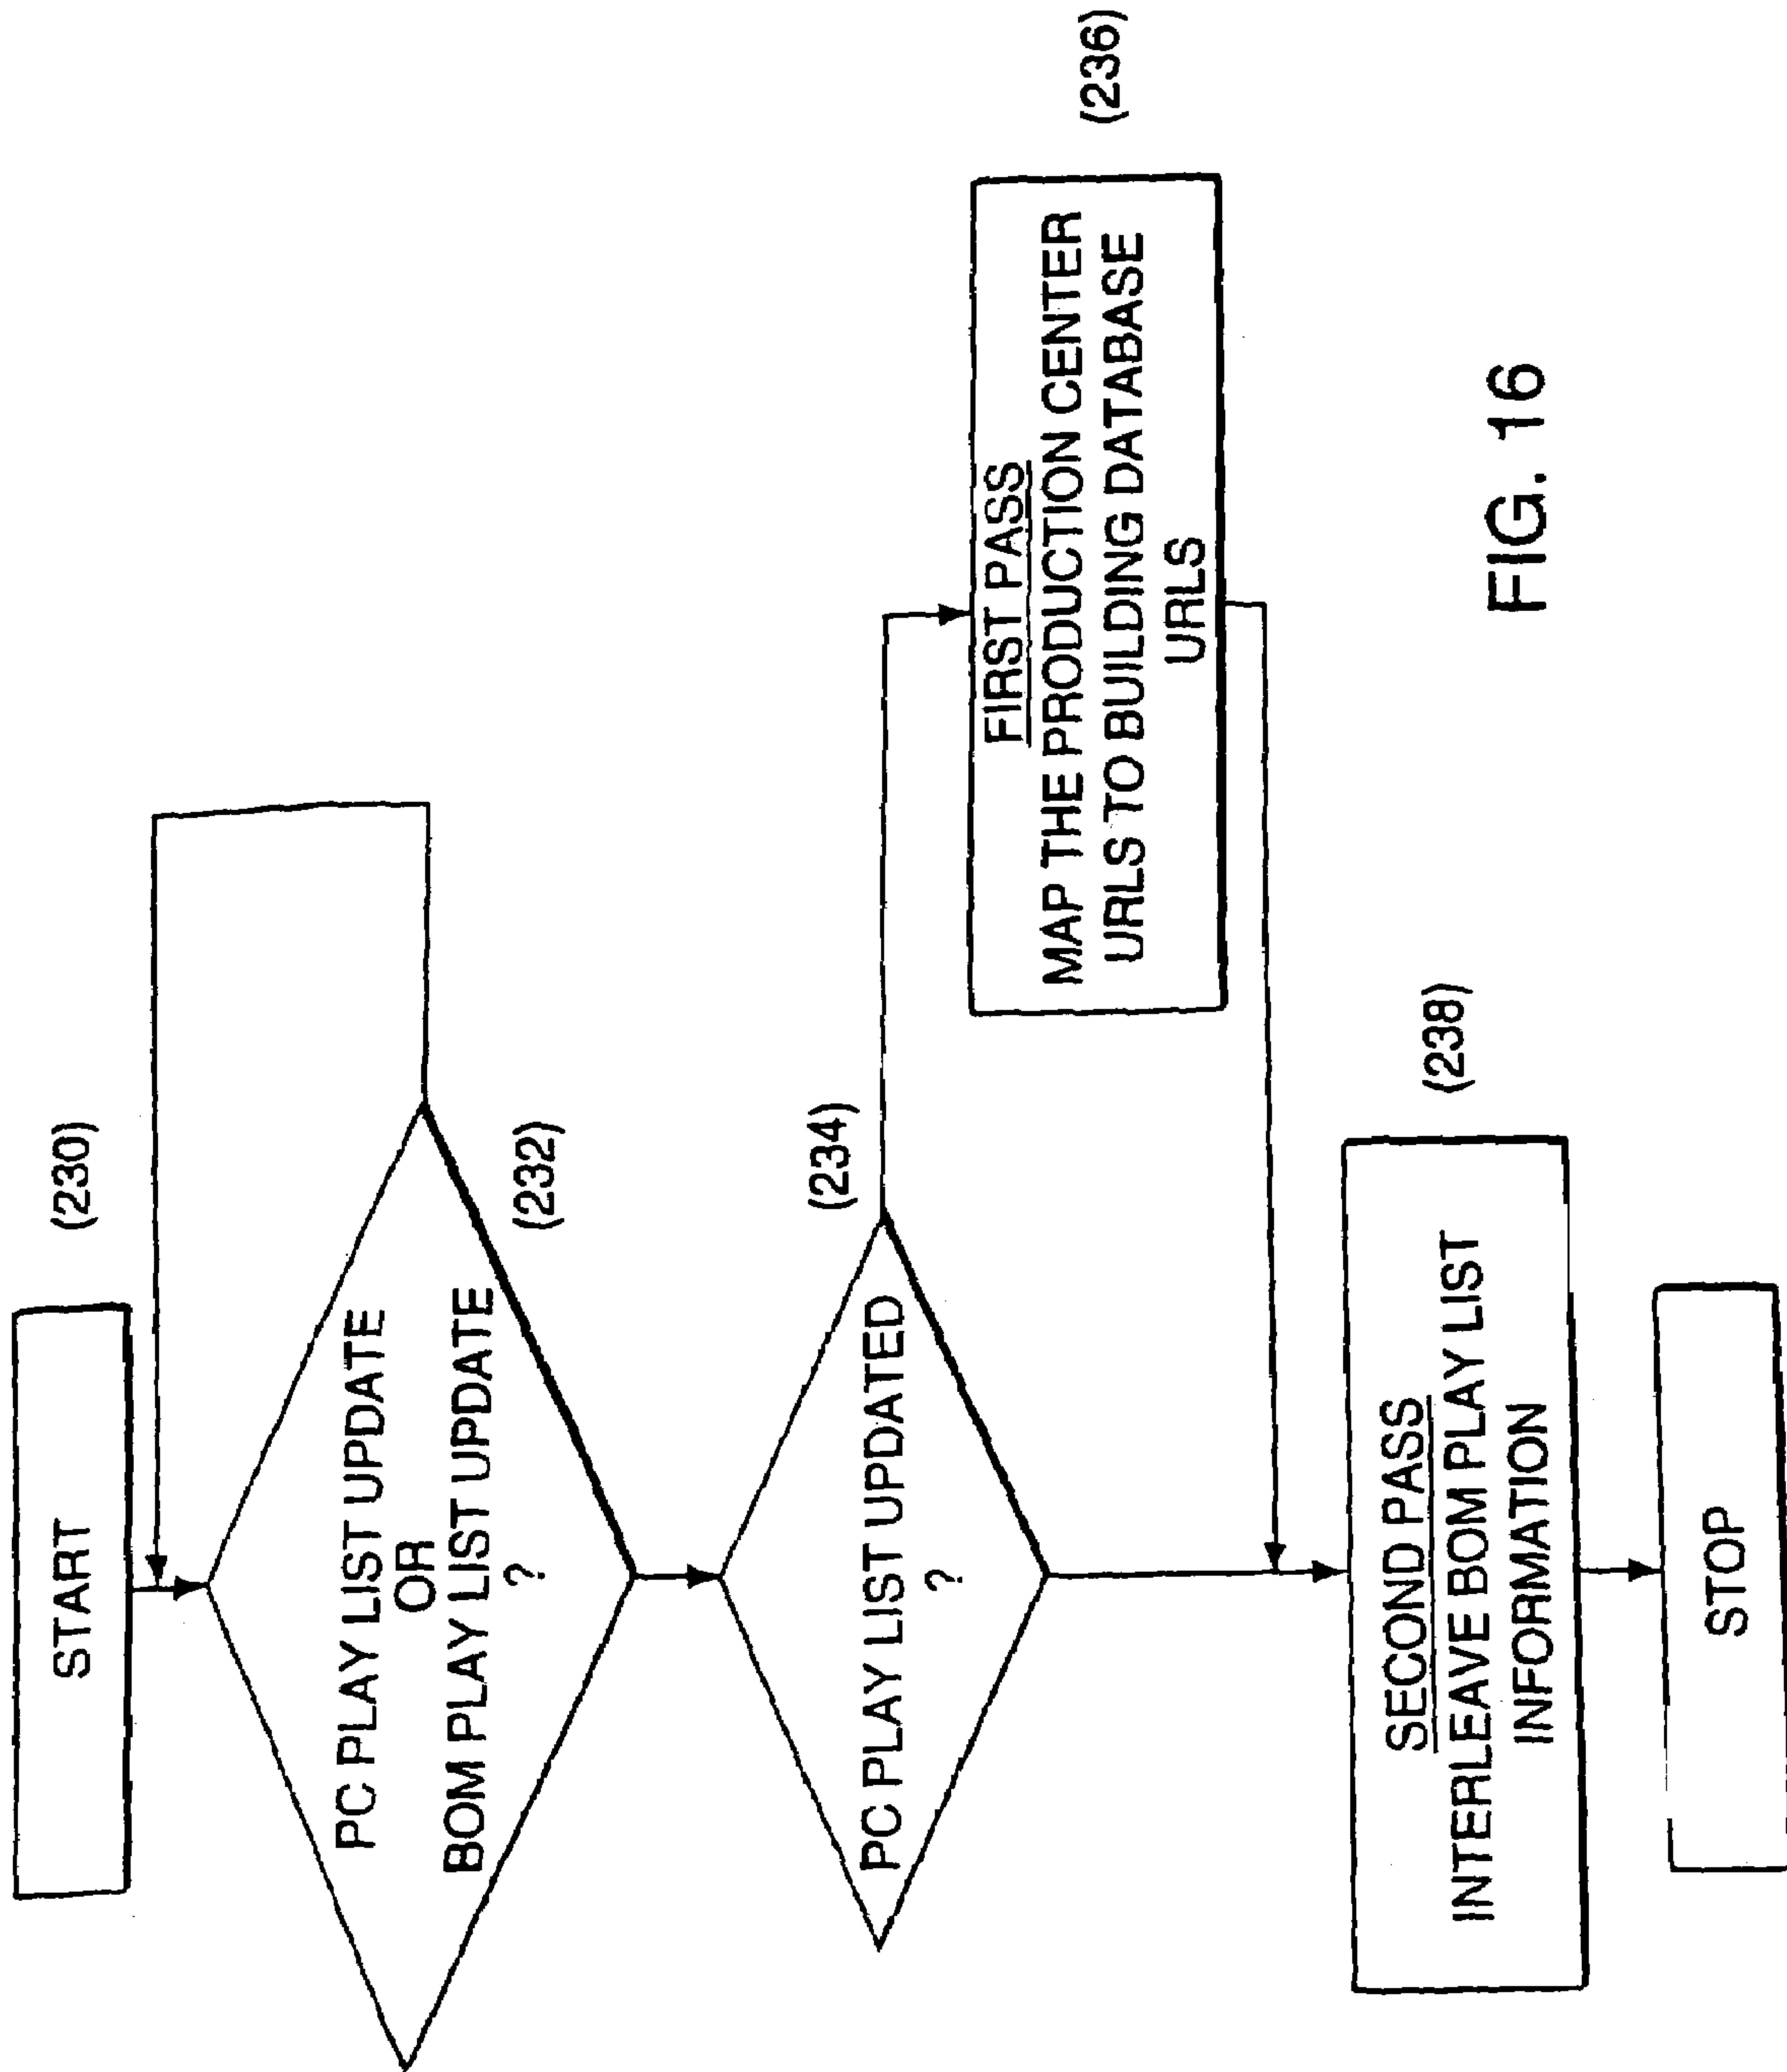 START
(230)
PC PLAY LIST UPDATE
OR
BOM PLAY LIST UPDATE
?
(232)
PC PLAY LIST UPDATED
?
(234)
FIRST PASS
MAP THE PRODUCTION CENTER
URLS TO BUILDING DATABASE
URLS
(236)
SECOND PASS
INTERLEAVE BOM PLAY LIST
INFORMATION
(238)
STOP
FIG. 16